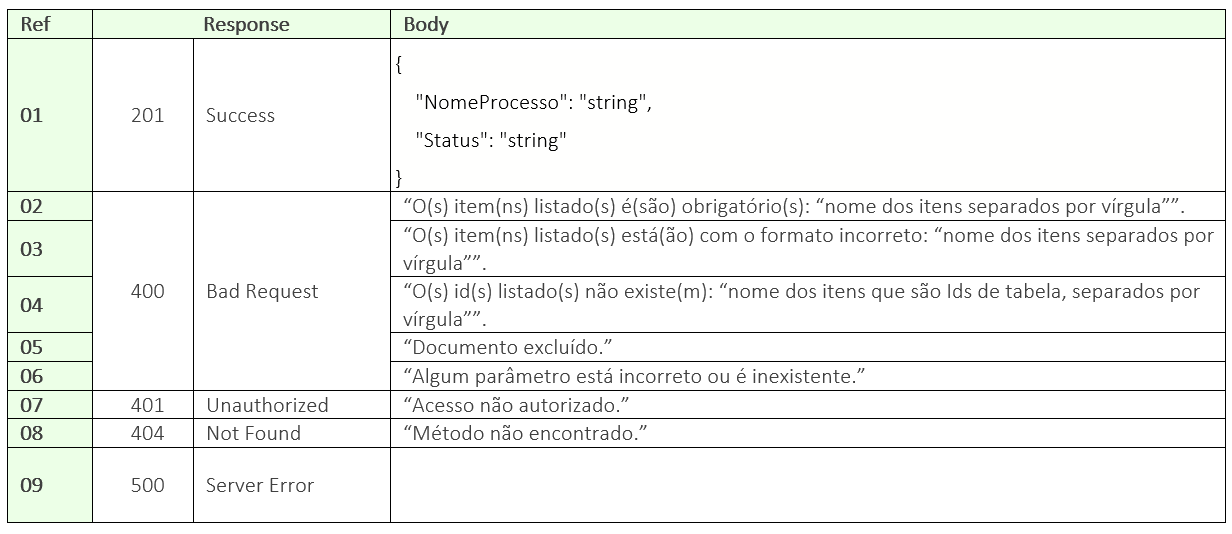 Ref Response Body
01 201 Success
{
"NomeProcesso": "string",
"Status": "string"
}
02 “O(s) item(ns) listado(s) é(são) obrigatório(s): “nome dos itens separados por vírgula””.
03 “O(s) item(ns) listado(s) está(ão) com o formato incorreto: “nome dos itens separados por
vírgula””.
400 Bad Request
04 “O(s) id(s) listado(s) não existe(m): “nome dos itens que são Ids de tabela, separados por
vírgula””.
05 “Documento excluído.”
06 “Algum parâmetro está incorreto ou é inexistente.”
07 401 Unauthorized “Acesso não autorizado.”
08 404 Not Found “Método não encontrado.”
09 500 Server Error